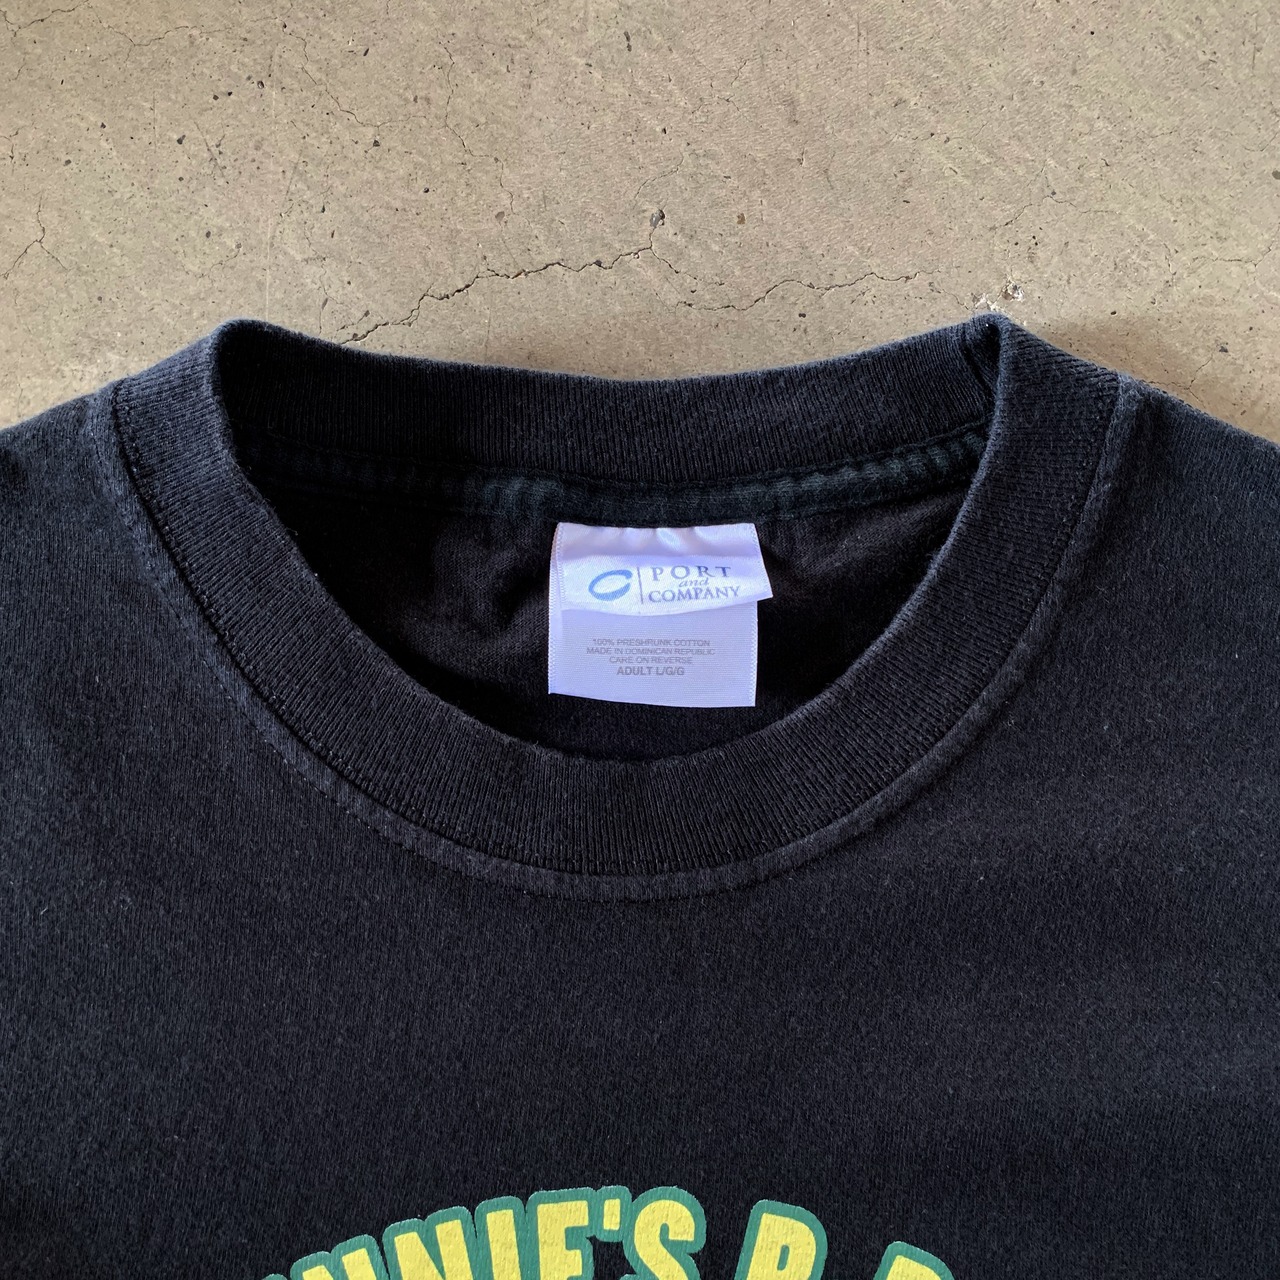 PORT
and
COMPANY
100% PRESHRUNK COTTON
MADE IN DOMINICAN REPUBLIC
CARE ON REVERSE
ADULT L/G/G